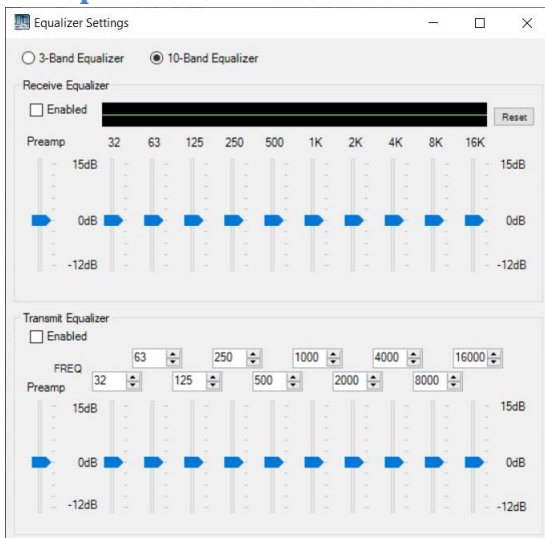 Equalizer Settings
3-Band Equalizer 10-Band Equalizer
Receive Equalizer
Enabled
Reset
Preamp 32 63 125 250 500 1K 2K 4K 8K 16K
15dB 15dB
0dB 0dB
-12dB -12dB
Transmit Equalizer
Enabled
63 250 1000 4000 16000
FREQ
32 125 500 2000 8000
Preamp
15dB 15dB
0dB 0dB
-12dB -12dB